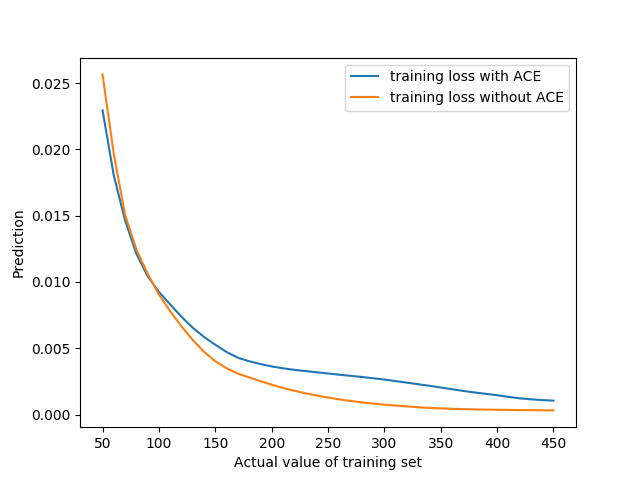 training loss with ACE
training loss without ACE
0.025
0.020
0.015
0.010
0.005
0.000
Prediction
50 100 150 200 250 300 350 400 450
Actual value of training set